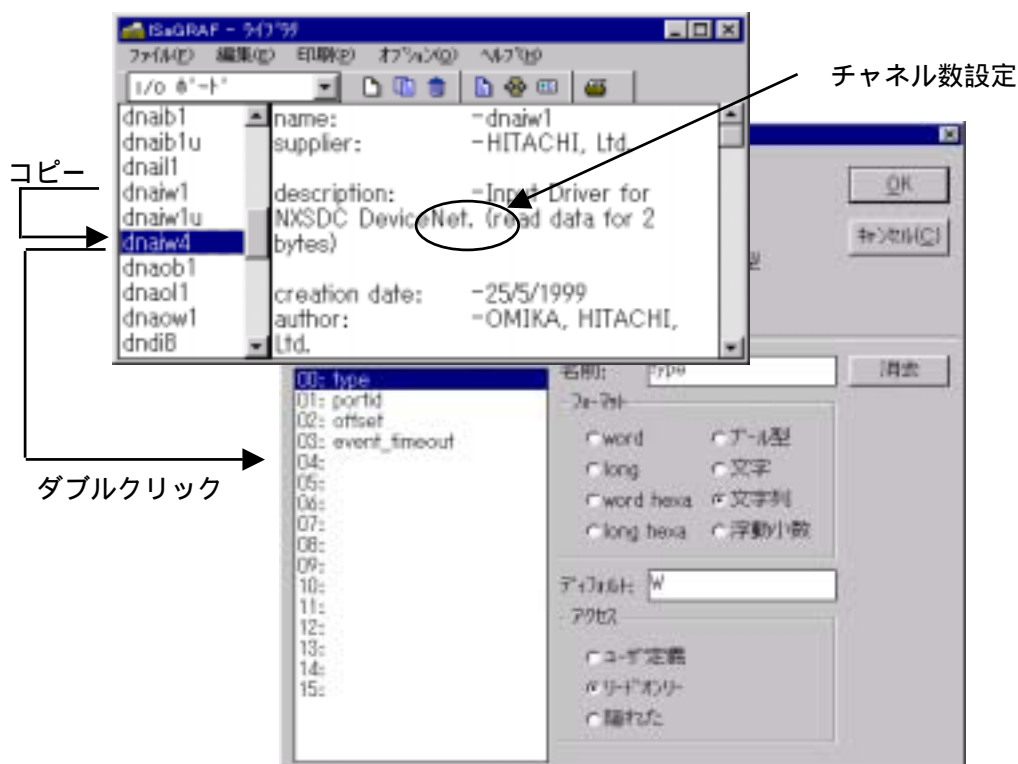 ISaGRAF - ﾗｲﾌﾞﾗﾘ
ﾌｧｲﾙ(F) 編集(E) 印刷(P) ｵﾌﾟｼｮﾝ(O) ﾍﾙﾌﾟ(H)
I/O ﾎﾞｰﾄﾞ
チャネル数設定
dnaib1
dnaib1u
dnail1
dnaiw1
dnaiw1u
dnaiw4
dnaob1
dnaol1
dnaow1
dndi8
name: -dnaiw1
supplier: -HITACHI, Ltd.
description: -Input Driver for
NXSDC DeviceNet. (read data for 2
bytes)
creation date: -25/5/1999
author: -OMIKA, HITACHI,
Ltd.
コピー
ダブルクリック
OK
ｷｬﾝｾﾙ(C)
型
00: type
01: portid
02: offset
03: event_timeout
04:
05:
06:
07:
08:
09:
10:
11:
12:
13:
14:
15:
名前: type
消去
ﾌｫｰﾏｯﾄ
word ﾌﾞｰﾙ型
long 文字
word hexa 文字列
long hexa 浮動小数
ﾃﾞｨﾌｫﾙﾄ: W
ｱｸｾｽ
ﾕｰｻﾞ定義
ﾘｰﾄﾞｵﾝﾘｰ
隠れた